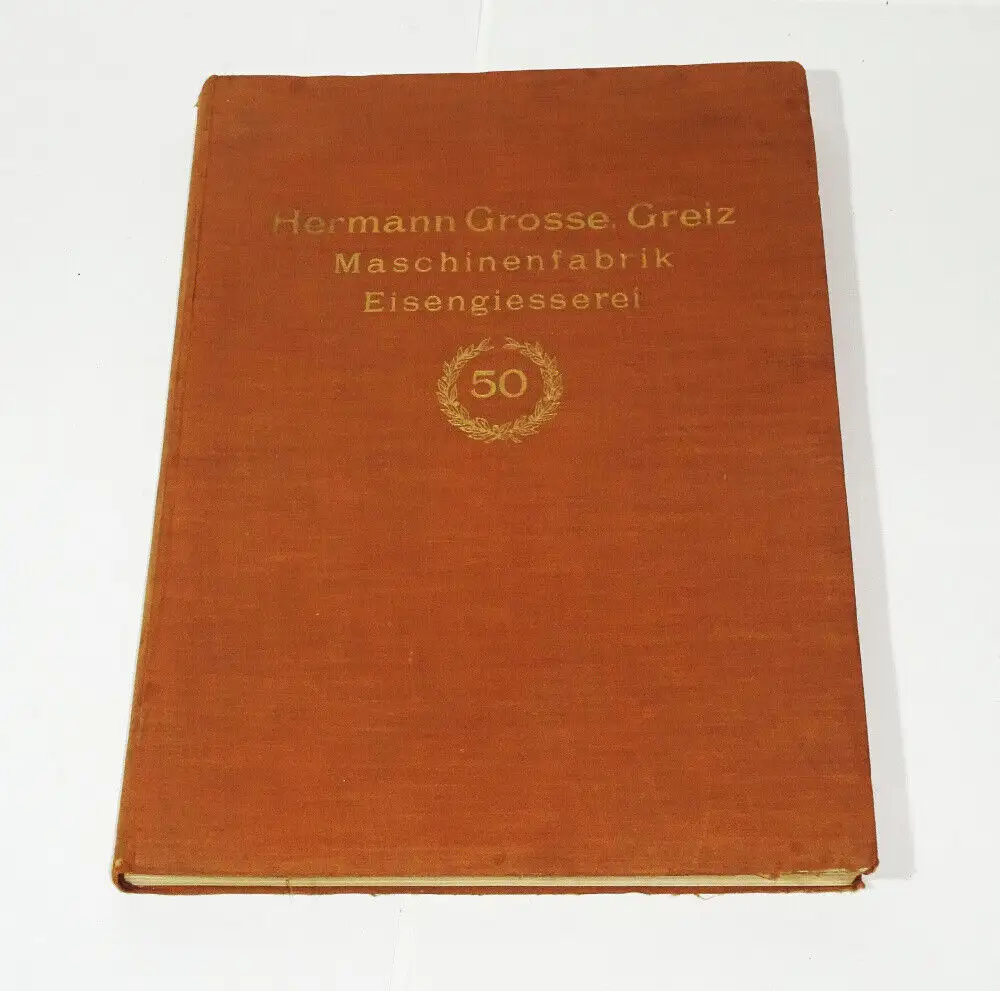 Hermann Grosse, Greiz
Maschinenfabrik
Eisengiesserei
50